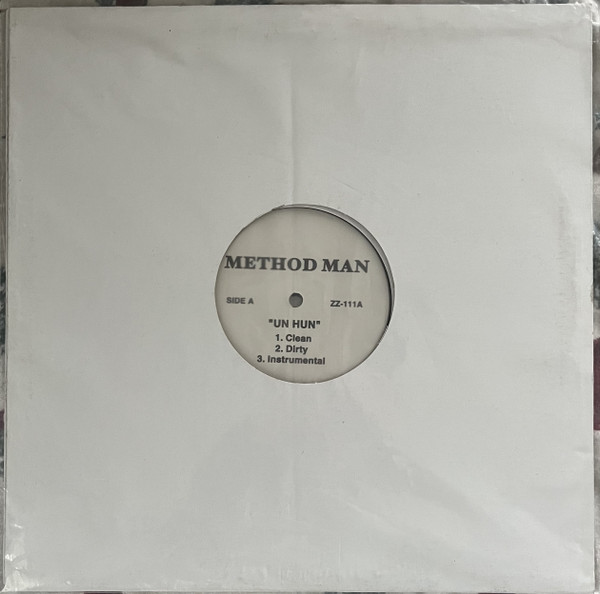 METHOD MAN
SIDE A ZZ-111A
"UN HUN"
1. Clean
2. Dirty
3. Instrumental